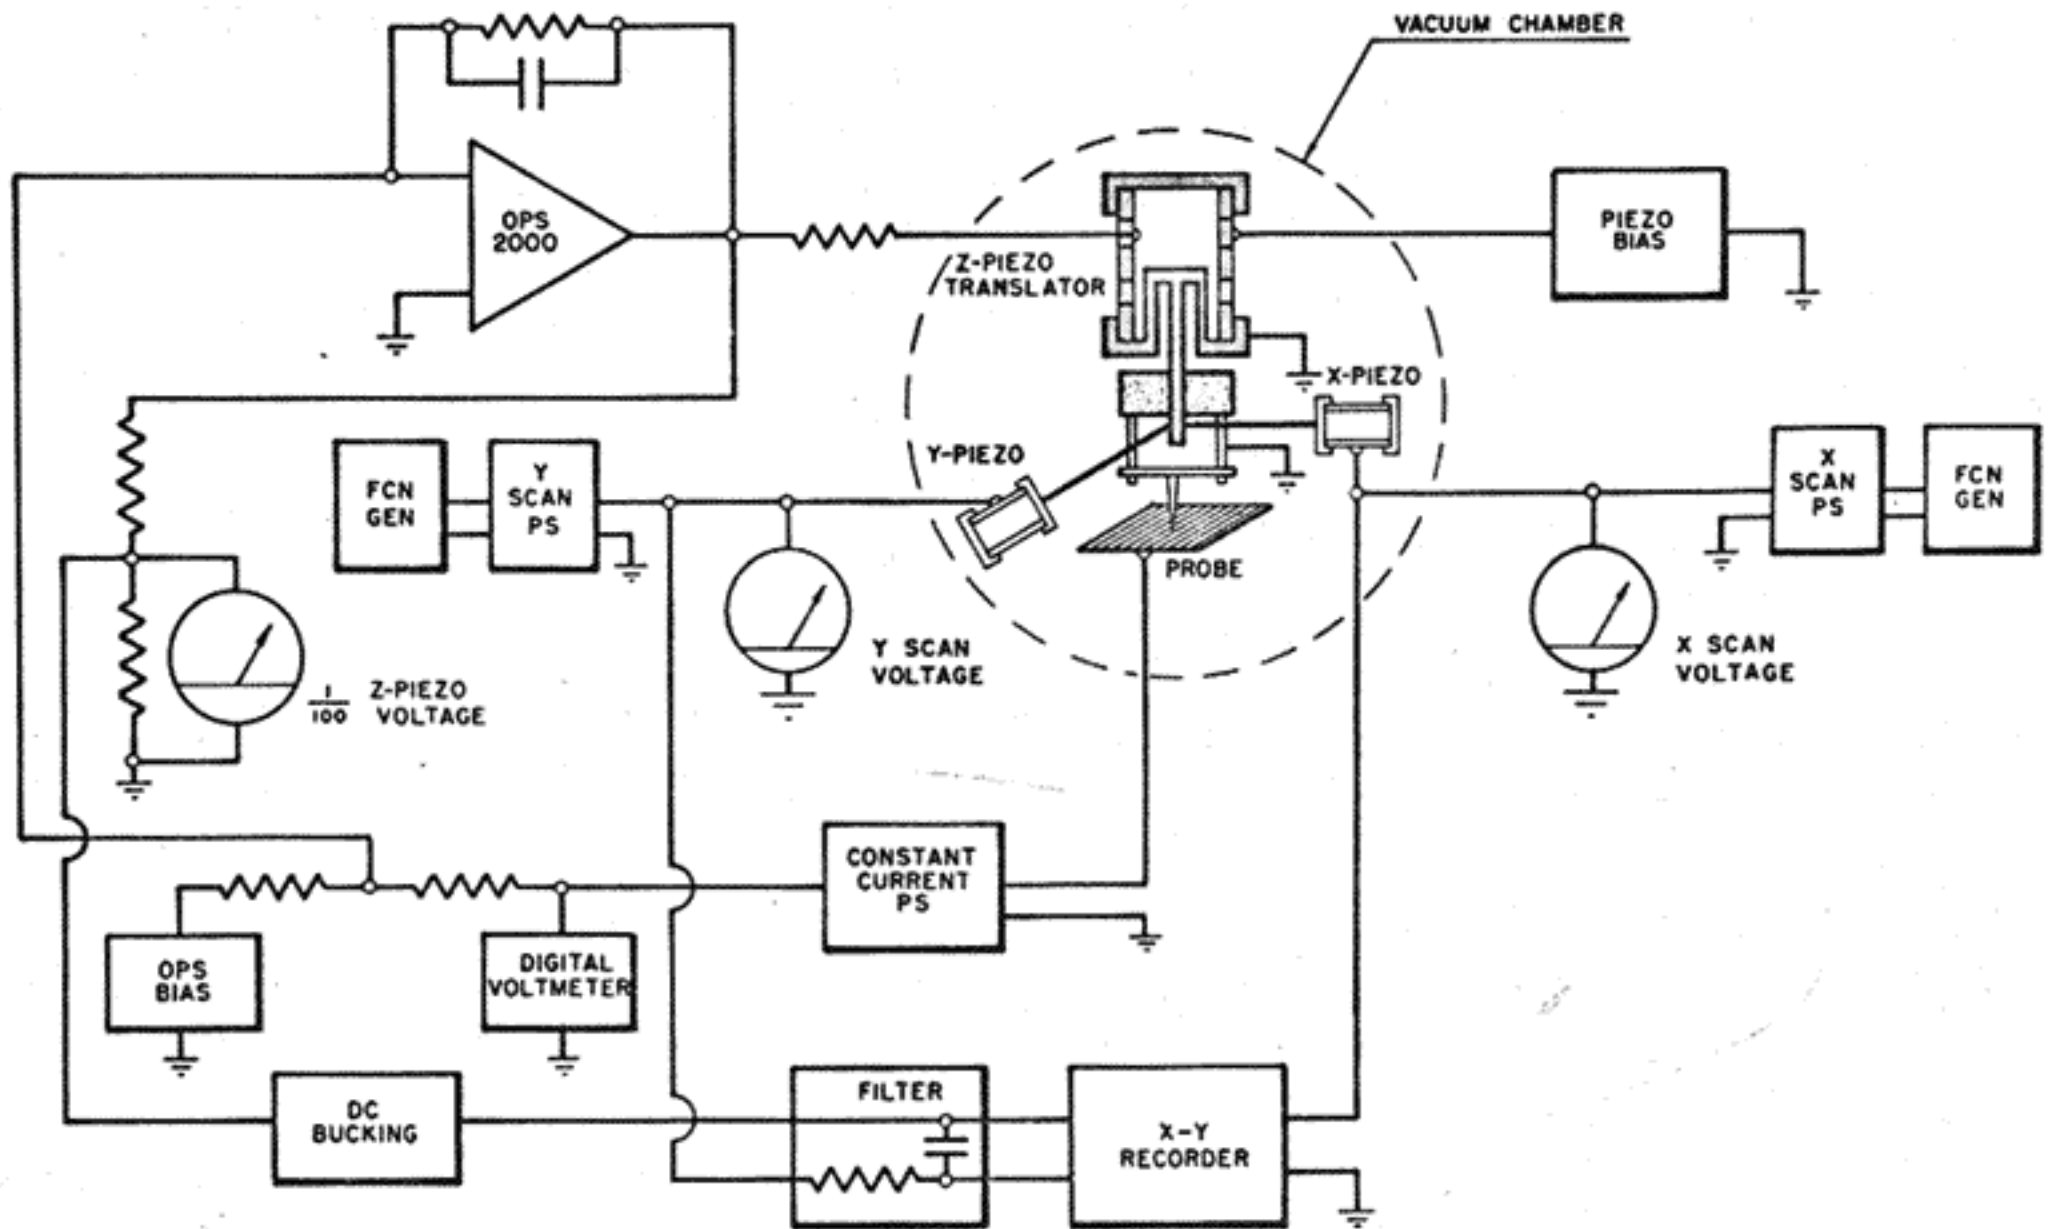 VACUUM CHAMBER
OPS
2000
PIEZO
BIAS
Z-PIEZO
TRANSLATOR
X-PIEZO
Y-PIEZO
FCN
GEN
Y
SCAN
PS
X
SCAN
PS
FCN
GEN
PROBE
Y SCAN
VOLTAGE
X SCAN
VOLTAGE
1
100
Z-PIEZO
VOLTAGE
CONSTANT
CURRENT
PS
OPS
BIAS
DIGITAL
VOLTMETER
DC
BUCKING
FILTER
X-Y
RECORDER